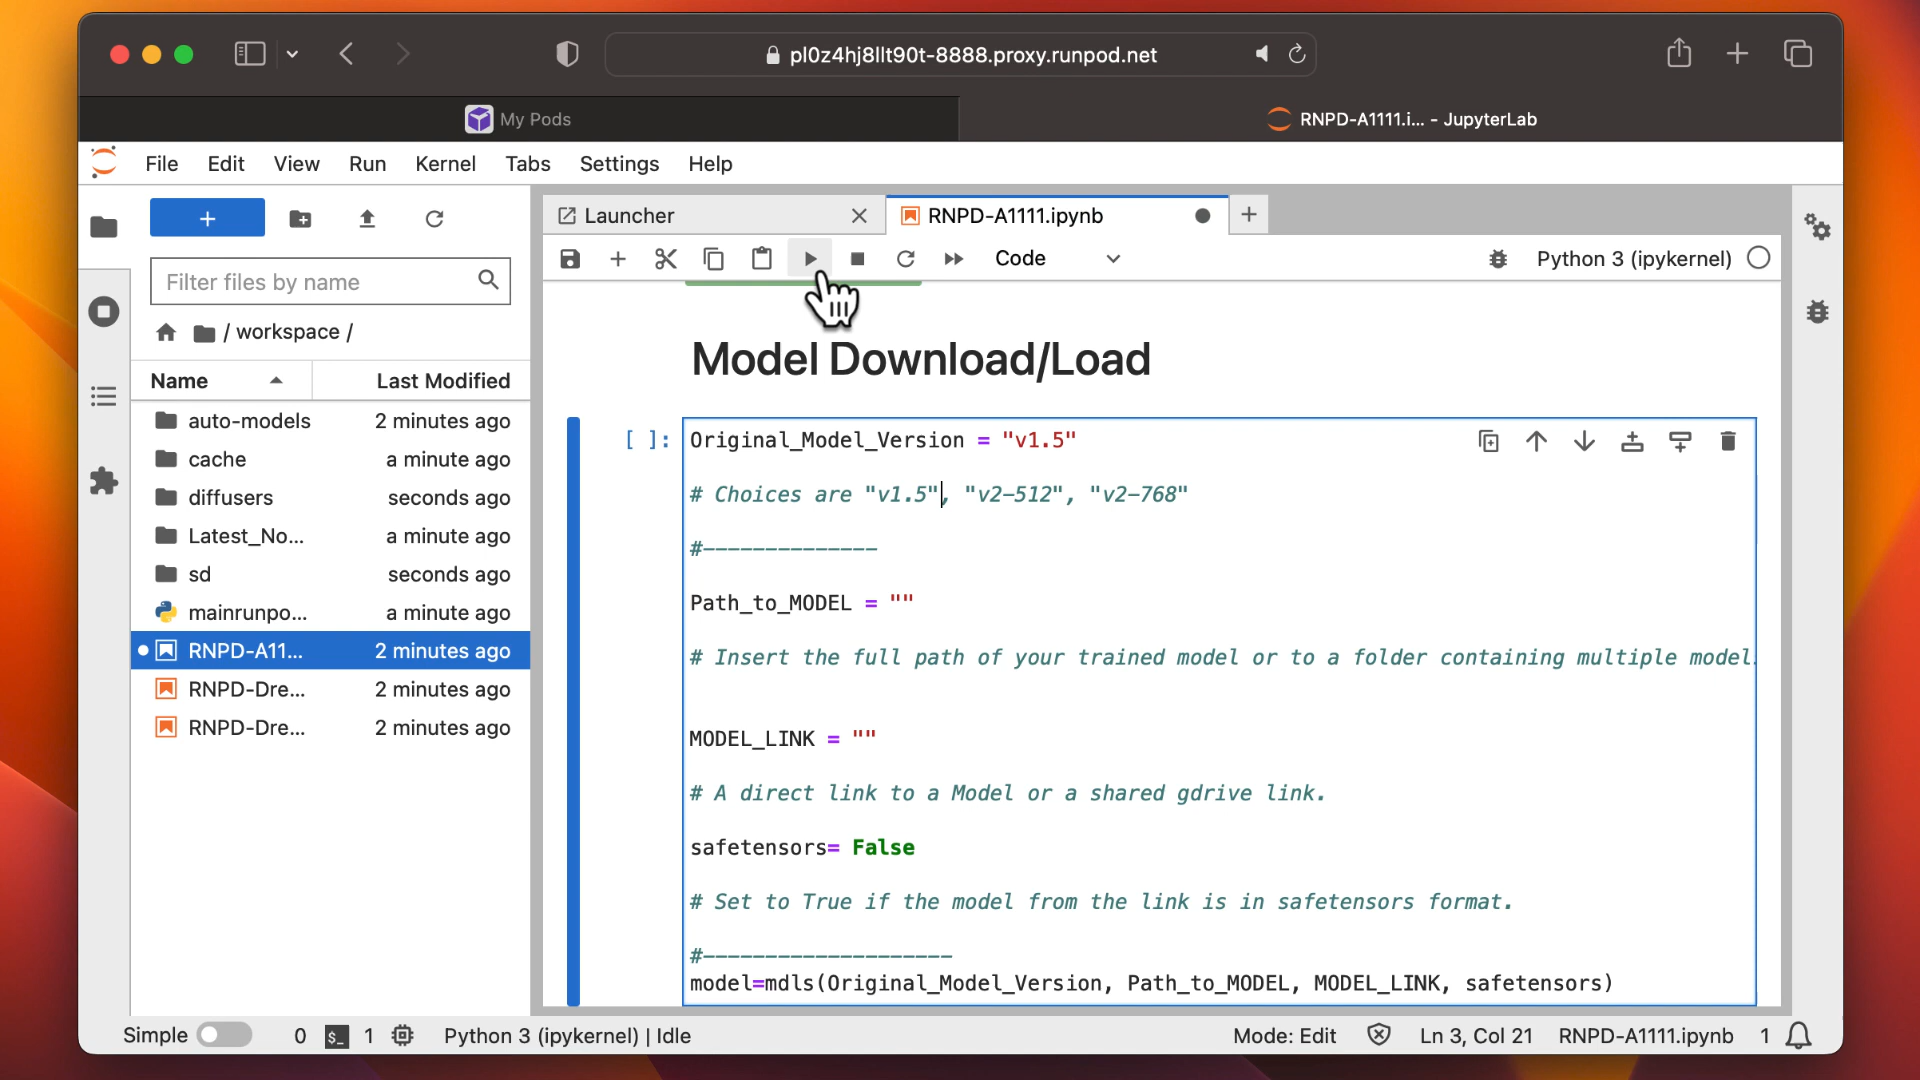 pl0z4hj8llt90t-8888.proxy.runpod.net
My Pods
RNPD-A1111.i... - JupyterLab
File Edit View Run Kernel Tabs Settings Help
+
Launcher
RNPD-A1111.ipynb
Code
Python 3 (ipykernel)
Filter files by name
/ workspace /
Name Last Modified
auto-models 2 minutes ago
cache a minute ago
diffusers seconds ago
Latest_No... a minute ago
sd seconds ago
mainrunpo... a minute ago
RNPD-A11... 2 minutes ago
RNPD-Dre... 2 minutes ago
RNPD-Dre... 2 minutes ago
Model Download/Load
[ ]: Original_Model_Version = "v1.5"
# Choices are "v1.5", "v2-512", "v2-768"
#--------------
Path_to_MODEL = ""
# Insert the full path of your trained model or to a folder containing multiple model
MODEL_LINK = ""
# A direct link to a Model or a shared gdrive link.
safetensors= False
# Set to True if the model from the link is in safetensors format.
#--------------------
model=mdls(Original_Model_Version, Path_to_MODEL, MODEL_LINK, safetensors)
Simple 0 $_ 1 Python 3 (ipykernel) | Idle Mode: Edit Ln 3, Col 21 RNPD-A1111.ipynb 1